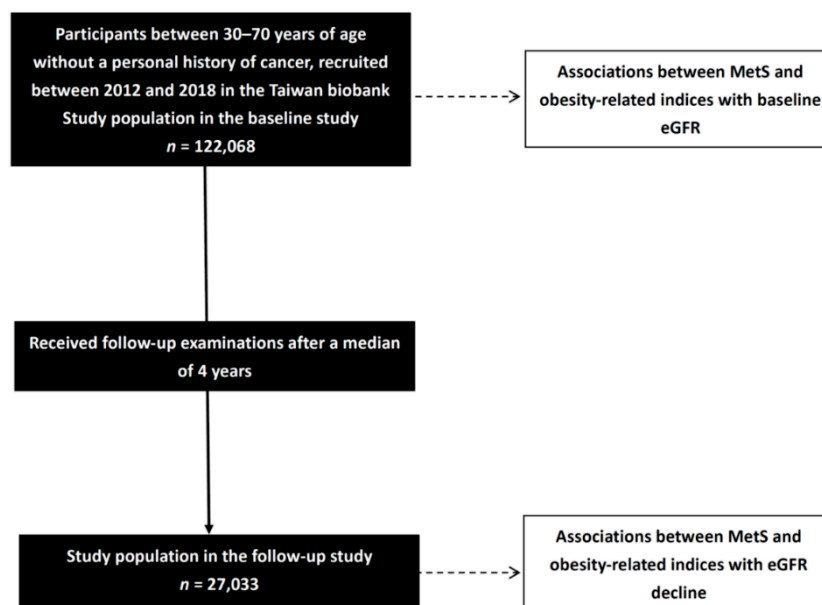 Participants between 30–70 years of age
without a personal history of cancer, recruited
between 2012 and 2018 in the Taiwan biobank
Study population in the baseline study
n = 122,068
Associations between MetS and
obesity-related indices with baseline
eGFR
Received follow-up examinations after a median
of 4 years
Study population in the follow-up study
n = 27,033
Associations between MetS and
obesity-related indices with eGFR
decline